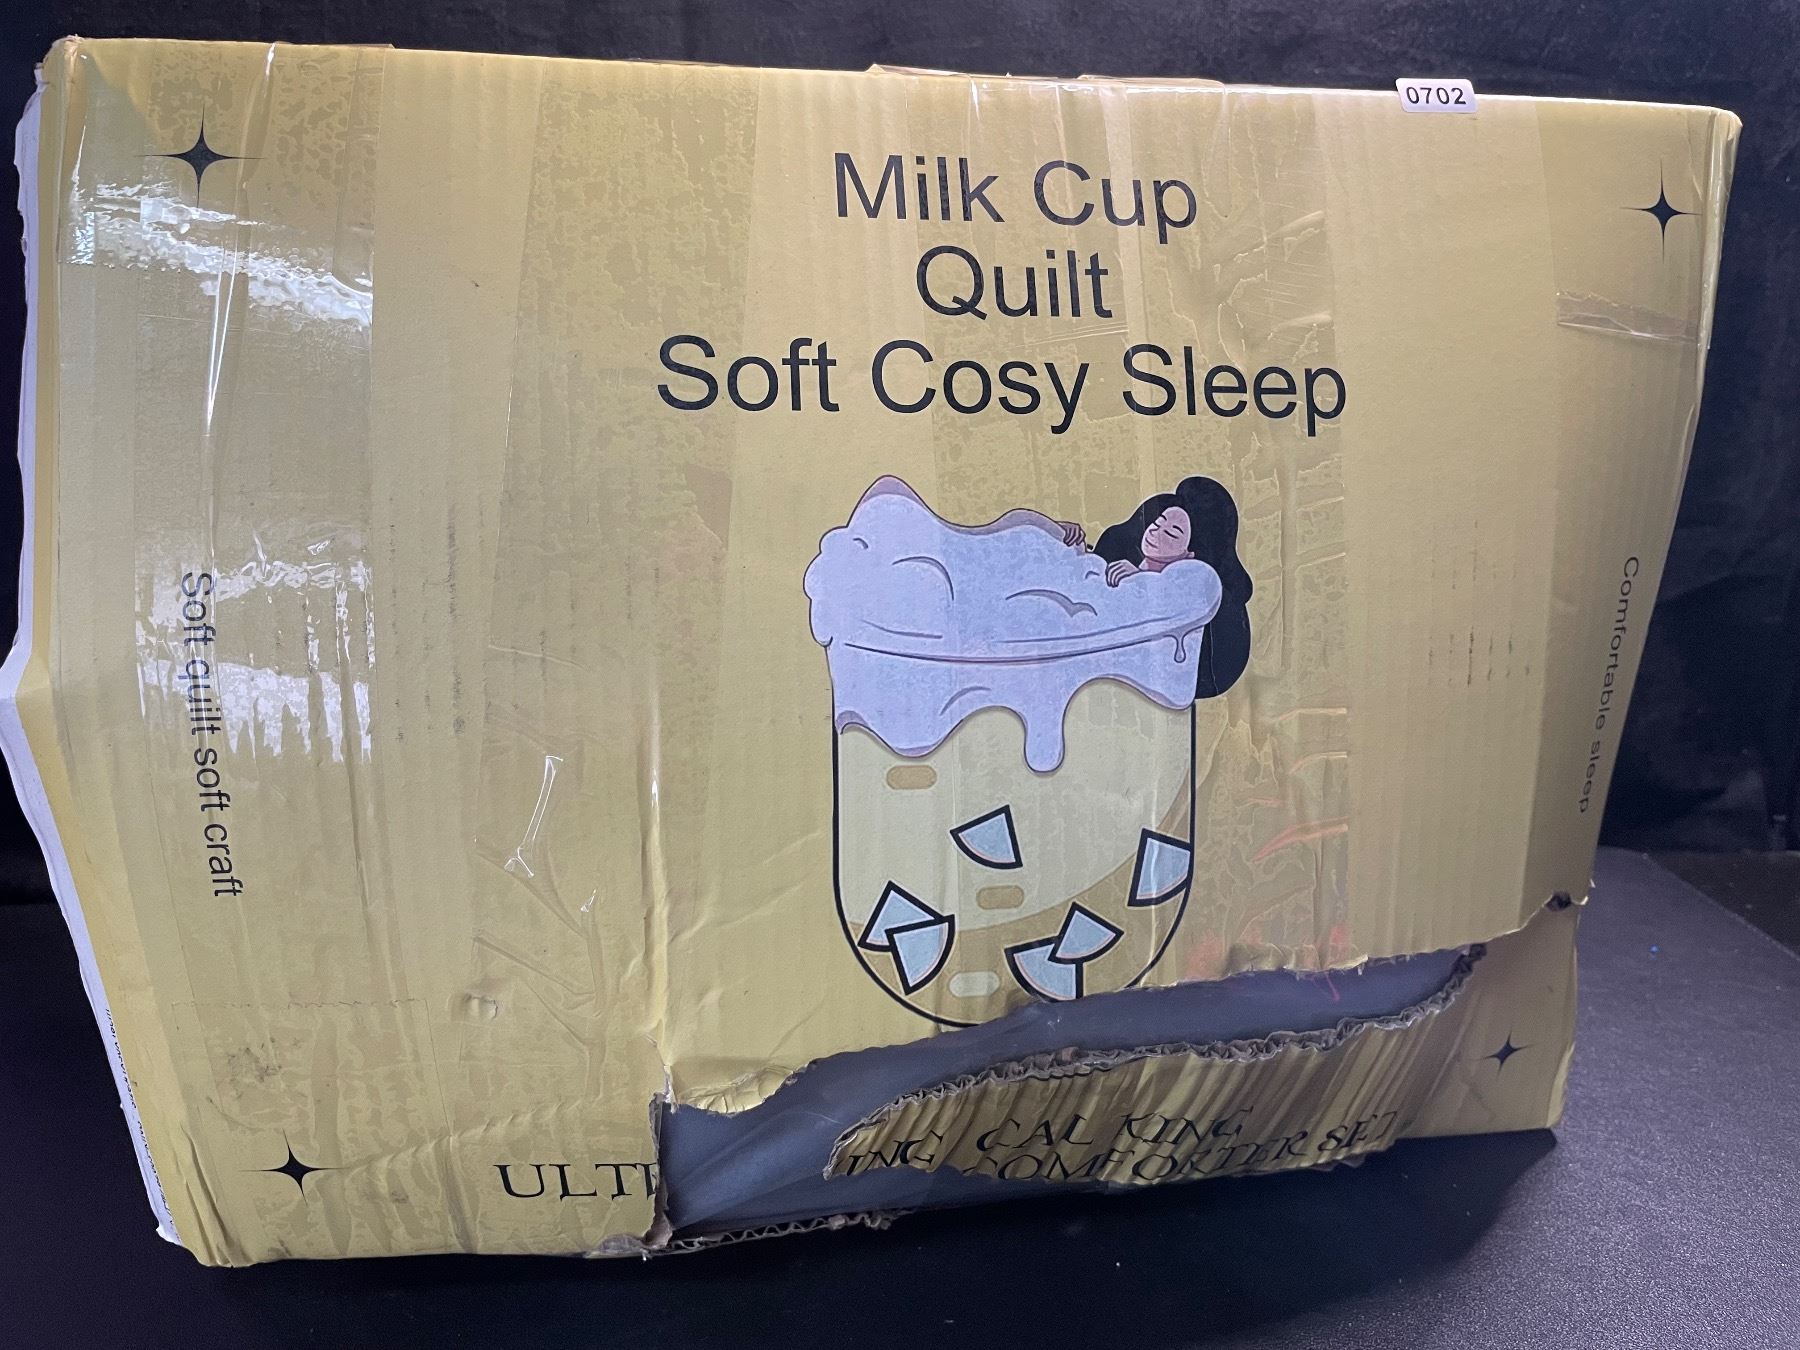 0702
Milk Cup
Quilt
Soft Cosy Sleep
Soft quilt soft craft
Comfortable sleep
CAL KING
COMFORTER SET